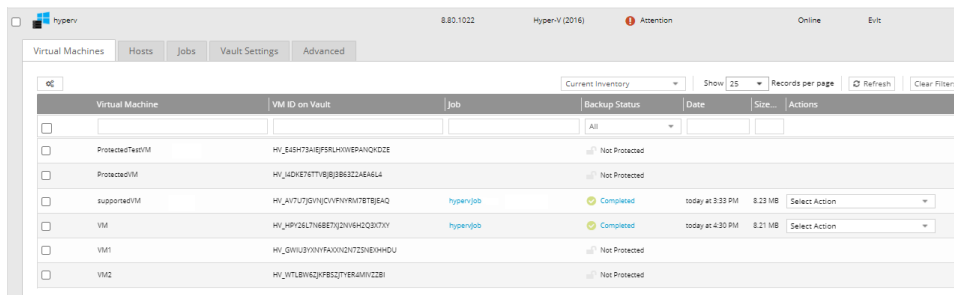 hyperv 8.80.1022 Hyper-V (2016) Attention Online Evlt
Virtual Machines Hosts Jobs Vault Settings Advanced
Current Inventory Show 25 Records per page Refresh Clear Filters
Virtual Machine VM ID on Vault Job Backup Status Date Size... Actions
All
ProtectedTestVM HV_E45H73AIEJF5RLHXWEPANQKDZE Not Protected
ProtectedVM HV_I4DKE76TTVBJBJ3B63Z2AEA6L4 Not Protected
supportedVM HV_AV7U7JGVNJCVVFNYRM7BTBJEAQ hypervjob Completed today at 3:33 PM 8.23 MB Select Action
VM HV_HPY26L7N6BE7XJ2NV6H2Q3X7XY hypervjob Completed today at 4:30 PM 8.21 MB Select Action
VM1 HV_GWIU3YXNYFAXXN2N7ZSNEXHHDU Not Protected
VM2 HV_WTLBW6ZJKFBSZJTYER4MIVZZBI Not Protected